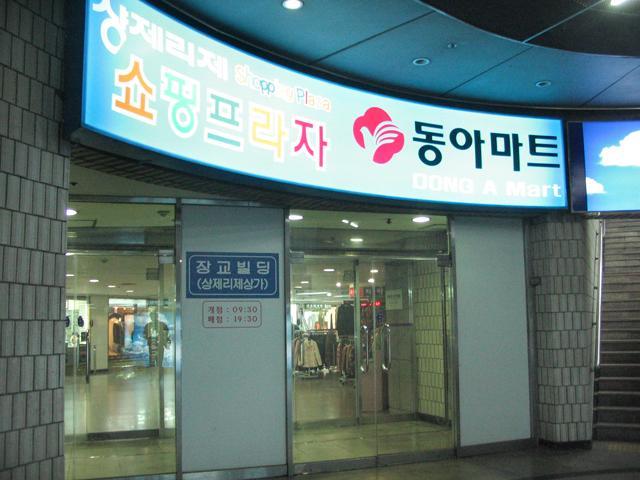 샹제리제 Shopping Plaza
쇼핑프라자
동아마트
DONG A Mart
장교빌딩
(상제리제상가)
개점 : 09:30
폐점 : 19:30